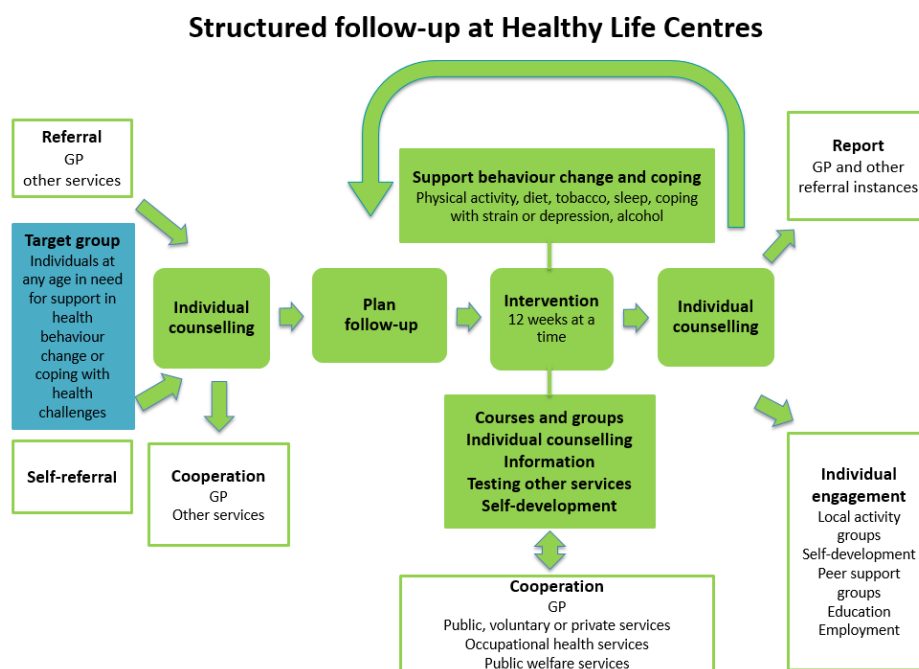 Structured follow-up at Healthy Life Centres
Referral
GP
other services
Target group
Individuals at
any age in need
for support in
health
behaviour
change or
coping with
health
challenges
Self-referral
Individual
counselling
Cooperation
GP
Other services
Plan
follow-up
Support behaviour change and coping
Physical activity, diet, tobacco, sleep, coping
with strain or depression, alcohol
Intervention
12 weeks at a
time
Courses and groups
Individual counselling
Information
Testing other services
Self-development
Cooperation
GP
Public, voluntary or private services
Occupational health services
Public welfare services
Individual
counselling
Report
GP and other
referral instances
Individual
engagement
Local activity
groups
Self-development
Peer support
groups
Education
Employment